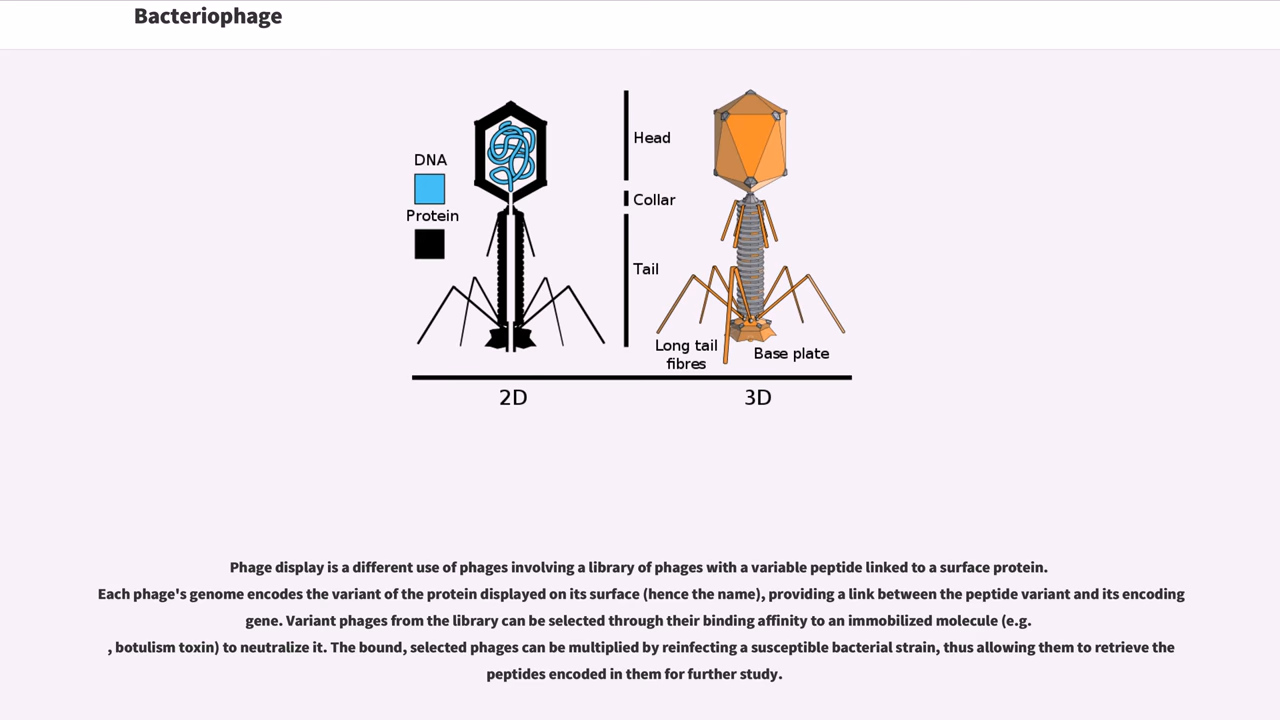 Bacteriophage
DNA
Protein
Head
Collar
Tail
Long tail
fibres
Base plate
2D
3D
Phage display is a different use of phages involving a library of phages with a variable peptide linked to a surface protein.
Each phage's genome encodes the variant of the protein displayed on its surface (hence the name), providing a link between the peptide variant and its encoding
gene. Variant phages from the library can be selected through their binding affinity to an immobilized molecule (e.g.
, botulism toxin) to neutralize it. The bound, selected phages can be multiplied by reinfecting a susceptible bacterial strain, thus allowing them to retrieve the
peptides encoded in them for further study.